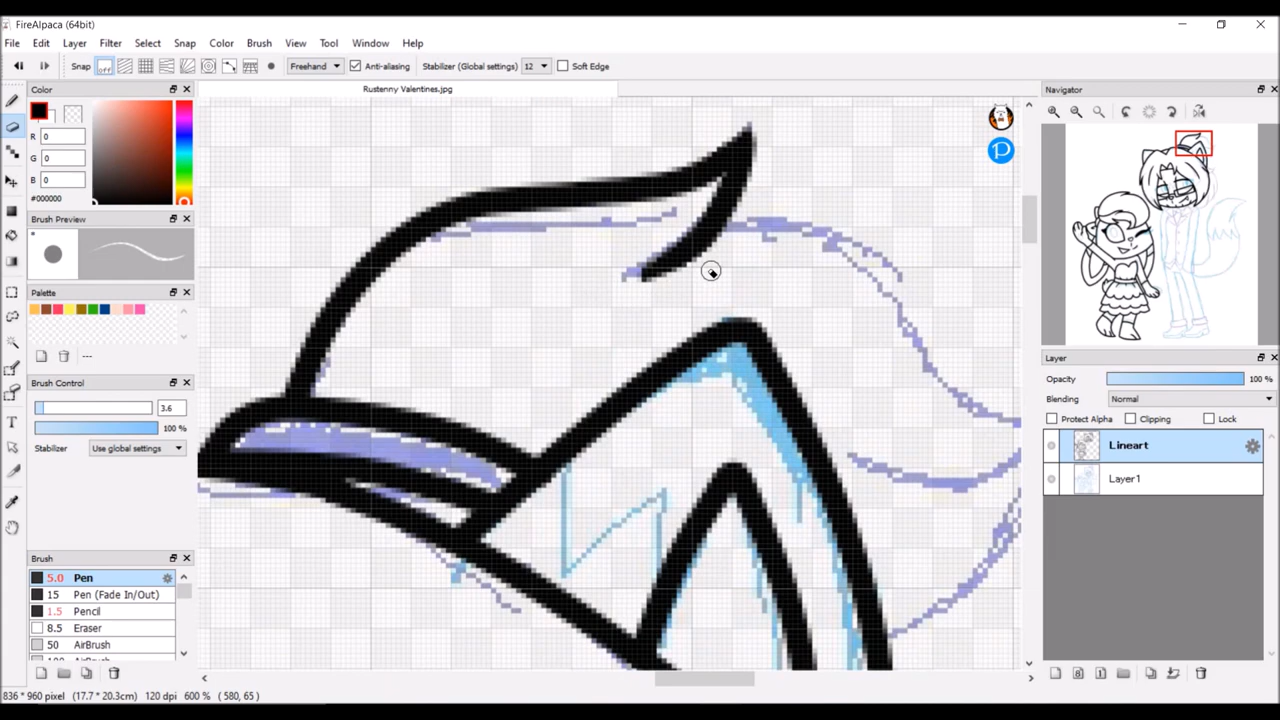 FireAlpaca (64bit)
File Edit Layer Filter Select Snap Color Brush View Tool Window Help
Snap off Freehand Anti-aliasing Stabilizer (Global settings) 12 Soft Edge
Color
Rustenny Valentines.jpg
Navigator
R 0
G 0
B 0
#000000
Brush Preview
Palette
---
Brush Control
3.6
100 %
Stabilizer Use global settings
Layer
Opacity 100 %
Blending Normal
Protect Alpha Clipping Lock
Lineart
Layer1
Brush
5.0 Pen
15 Pen (Fade In/Out)
1.5 Pencil
8.5 Eraser
50 AirBrush
836 * 960 pixel (17.7 * 20.3cm) 120 dpi 600 % ( 580, 65 )